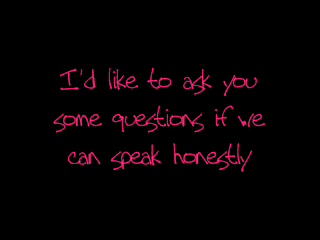 I'd like to ask you
some questions if we
can speak honestly